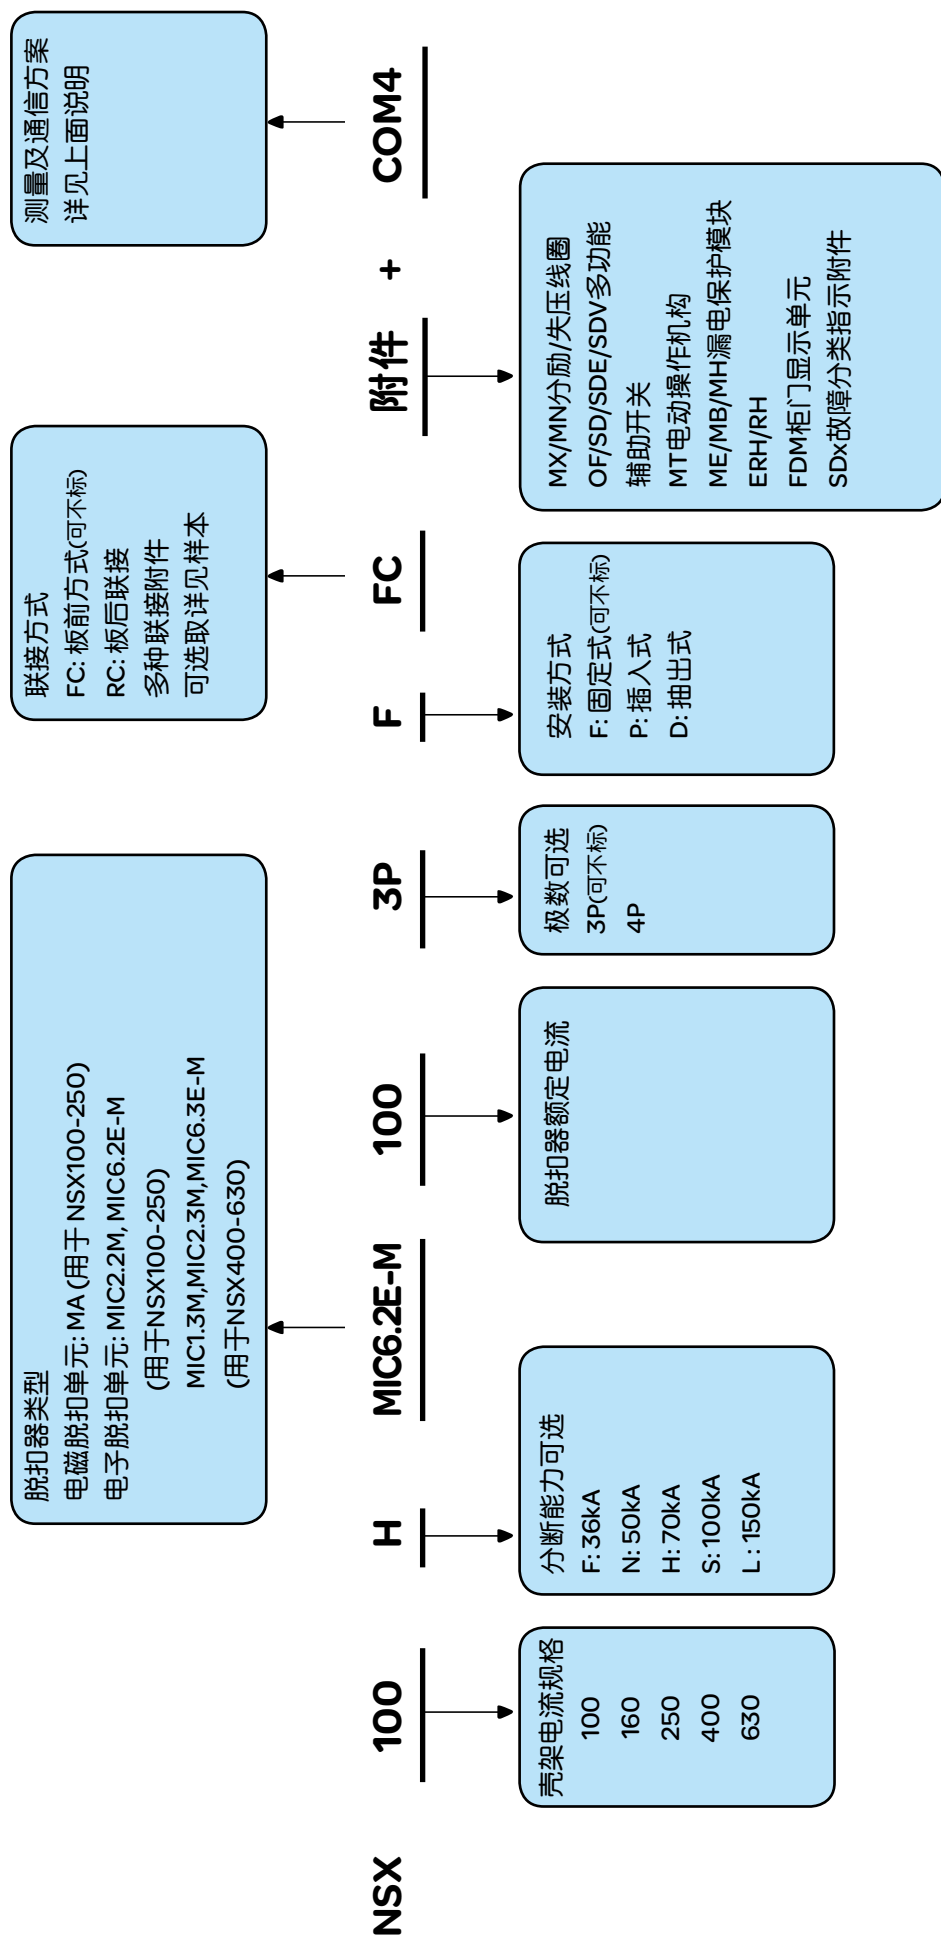 脱扣器类型
电磁脱扣单元: MA (用于 NSX100-250)
电子脱扣单元: MIC2.2M, MIC6.2E-M
(用于NSX100-250)
MIC1.3M,MIC2.3M,MIC6.3E-M
(用于NSX400-630)
联接方式
FC: 板前方式(可不标)
RC: 板后联接
多种联接附件
可选取详见样本
测量及通信方案
详见上面说明
NSX 100 H MIC6.2E-M 100 3P F FC 附件 + COM4
壳架电流规格
100
160
250
400
630
分断能力可选
F: 36kA
N: 50kA
H: 70kA
S: 100kA
L: 150kA
脱扣器额定电流
极数可选
3P(可不标)
4P
安装方式
F: 固定式(可不标)
P: 插入式
D: 抽出式
MX/MN分励/失压线圈
OF/SD/SDE/SDV多功能
辅助开关
MT电动操作机构
ME/MB/MH漏电保护模块
ERH/RH
FDM柜门显示单元
SDx故障分类指示附件